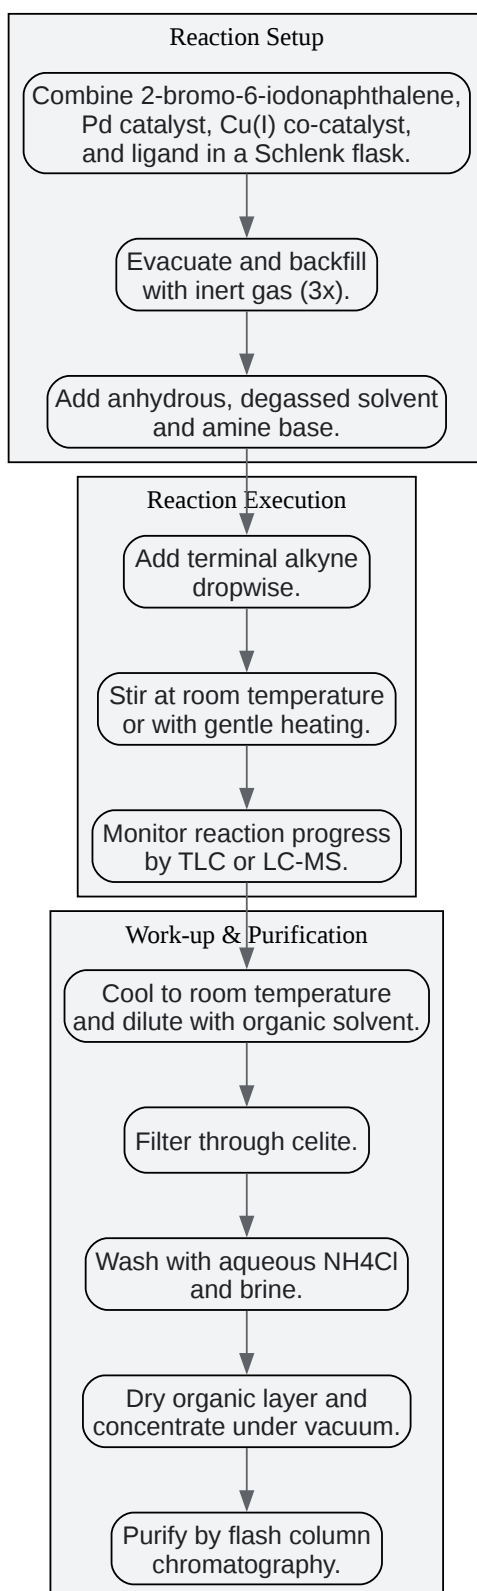 Reaction Setup
Combine 2-bromo-6-iodonaphthalene,
Pd catalyst, Cu(I) co-catalyst,
and ligand in a Schlenk flask.
Evacuate and backfill
with inert gas (3x).
Add anhydrous, degassed solvent
and amine base.
Reaction Execution
Add terminal alkyne
dropwise.
Stir at room temperature
or with gentle heating.
Monitor reaction progress
by TLC or LC-MS.
Work-up & Purification
Cool to room temperature
and dilute with organic solvent.
Filter through celite.
Wash with aqueous NH4Cl
and brine.
Dry organic layer and
concentrate under vacuum.
Purify by flash column
chromatography.